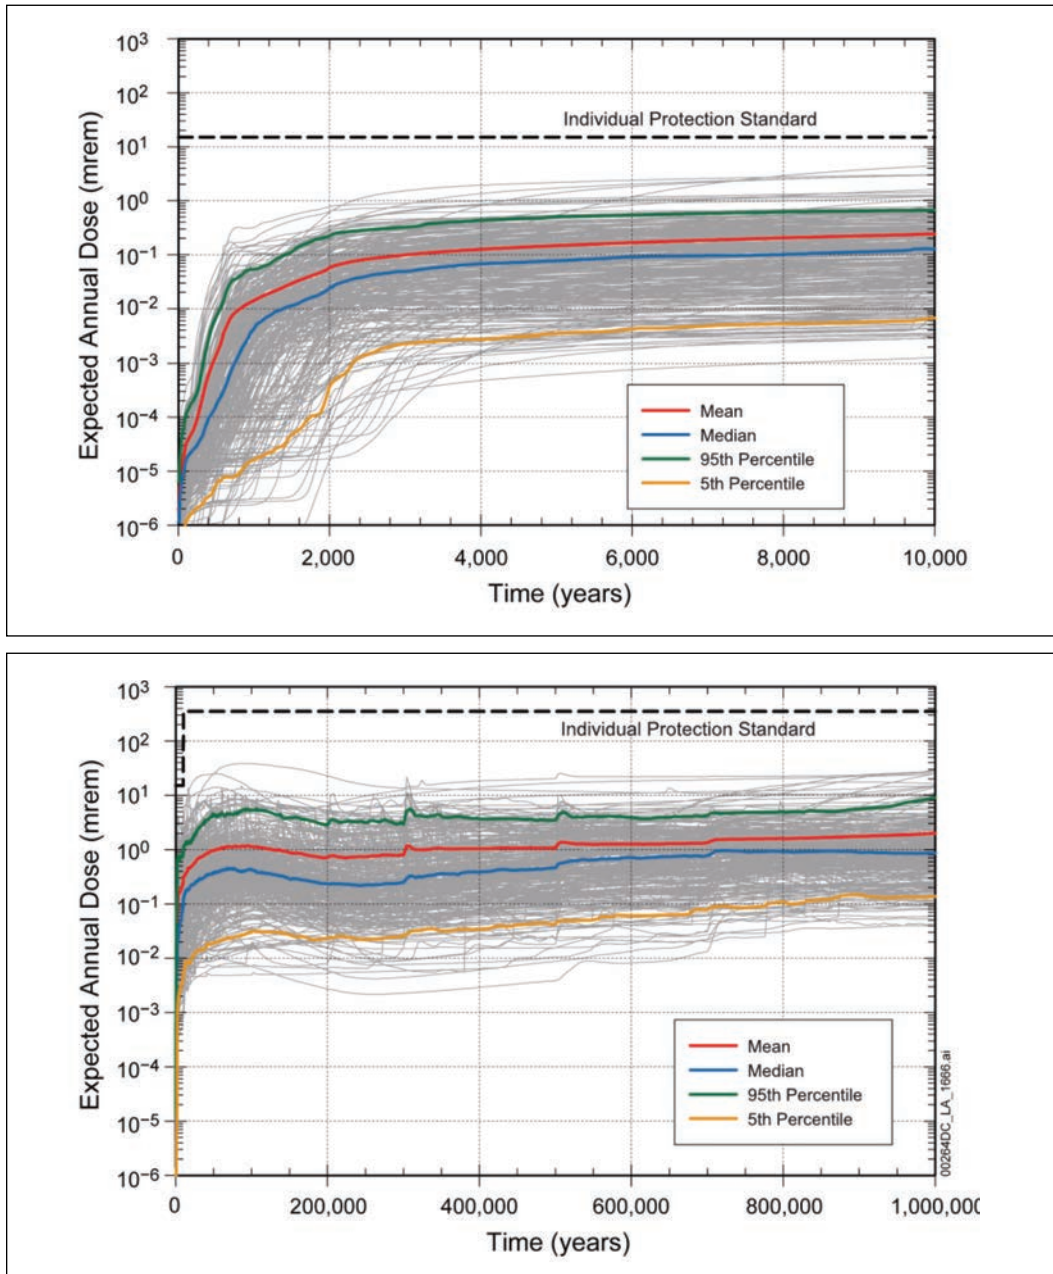 10³
10²
10¹
10⁰
10⁻¹
10⁻²
10⁻³
10⁻⁴
10⁻⁵
10⁻⁶
Expected Annual Dose (mrem)
Individual Protection Standard
Mean
Median
95th Percentile
5th Percentile
0 2,000 4,000 6,000 8,000 10,000
Time (years)
10³
10²
10¹
10⁰
10⁻¹
10⁻²
10⁻³
10⁻⁴
10⁻⁵
10⁻⁶
Expected Annual Dose (mrem)
Individual Protection Standard
Mean
Median
95th Percentile
5th Percentile
00264DC_LA_1666.ai
0 200,000 400,000 600,000 800,000 1,000,000
Time (years)